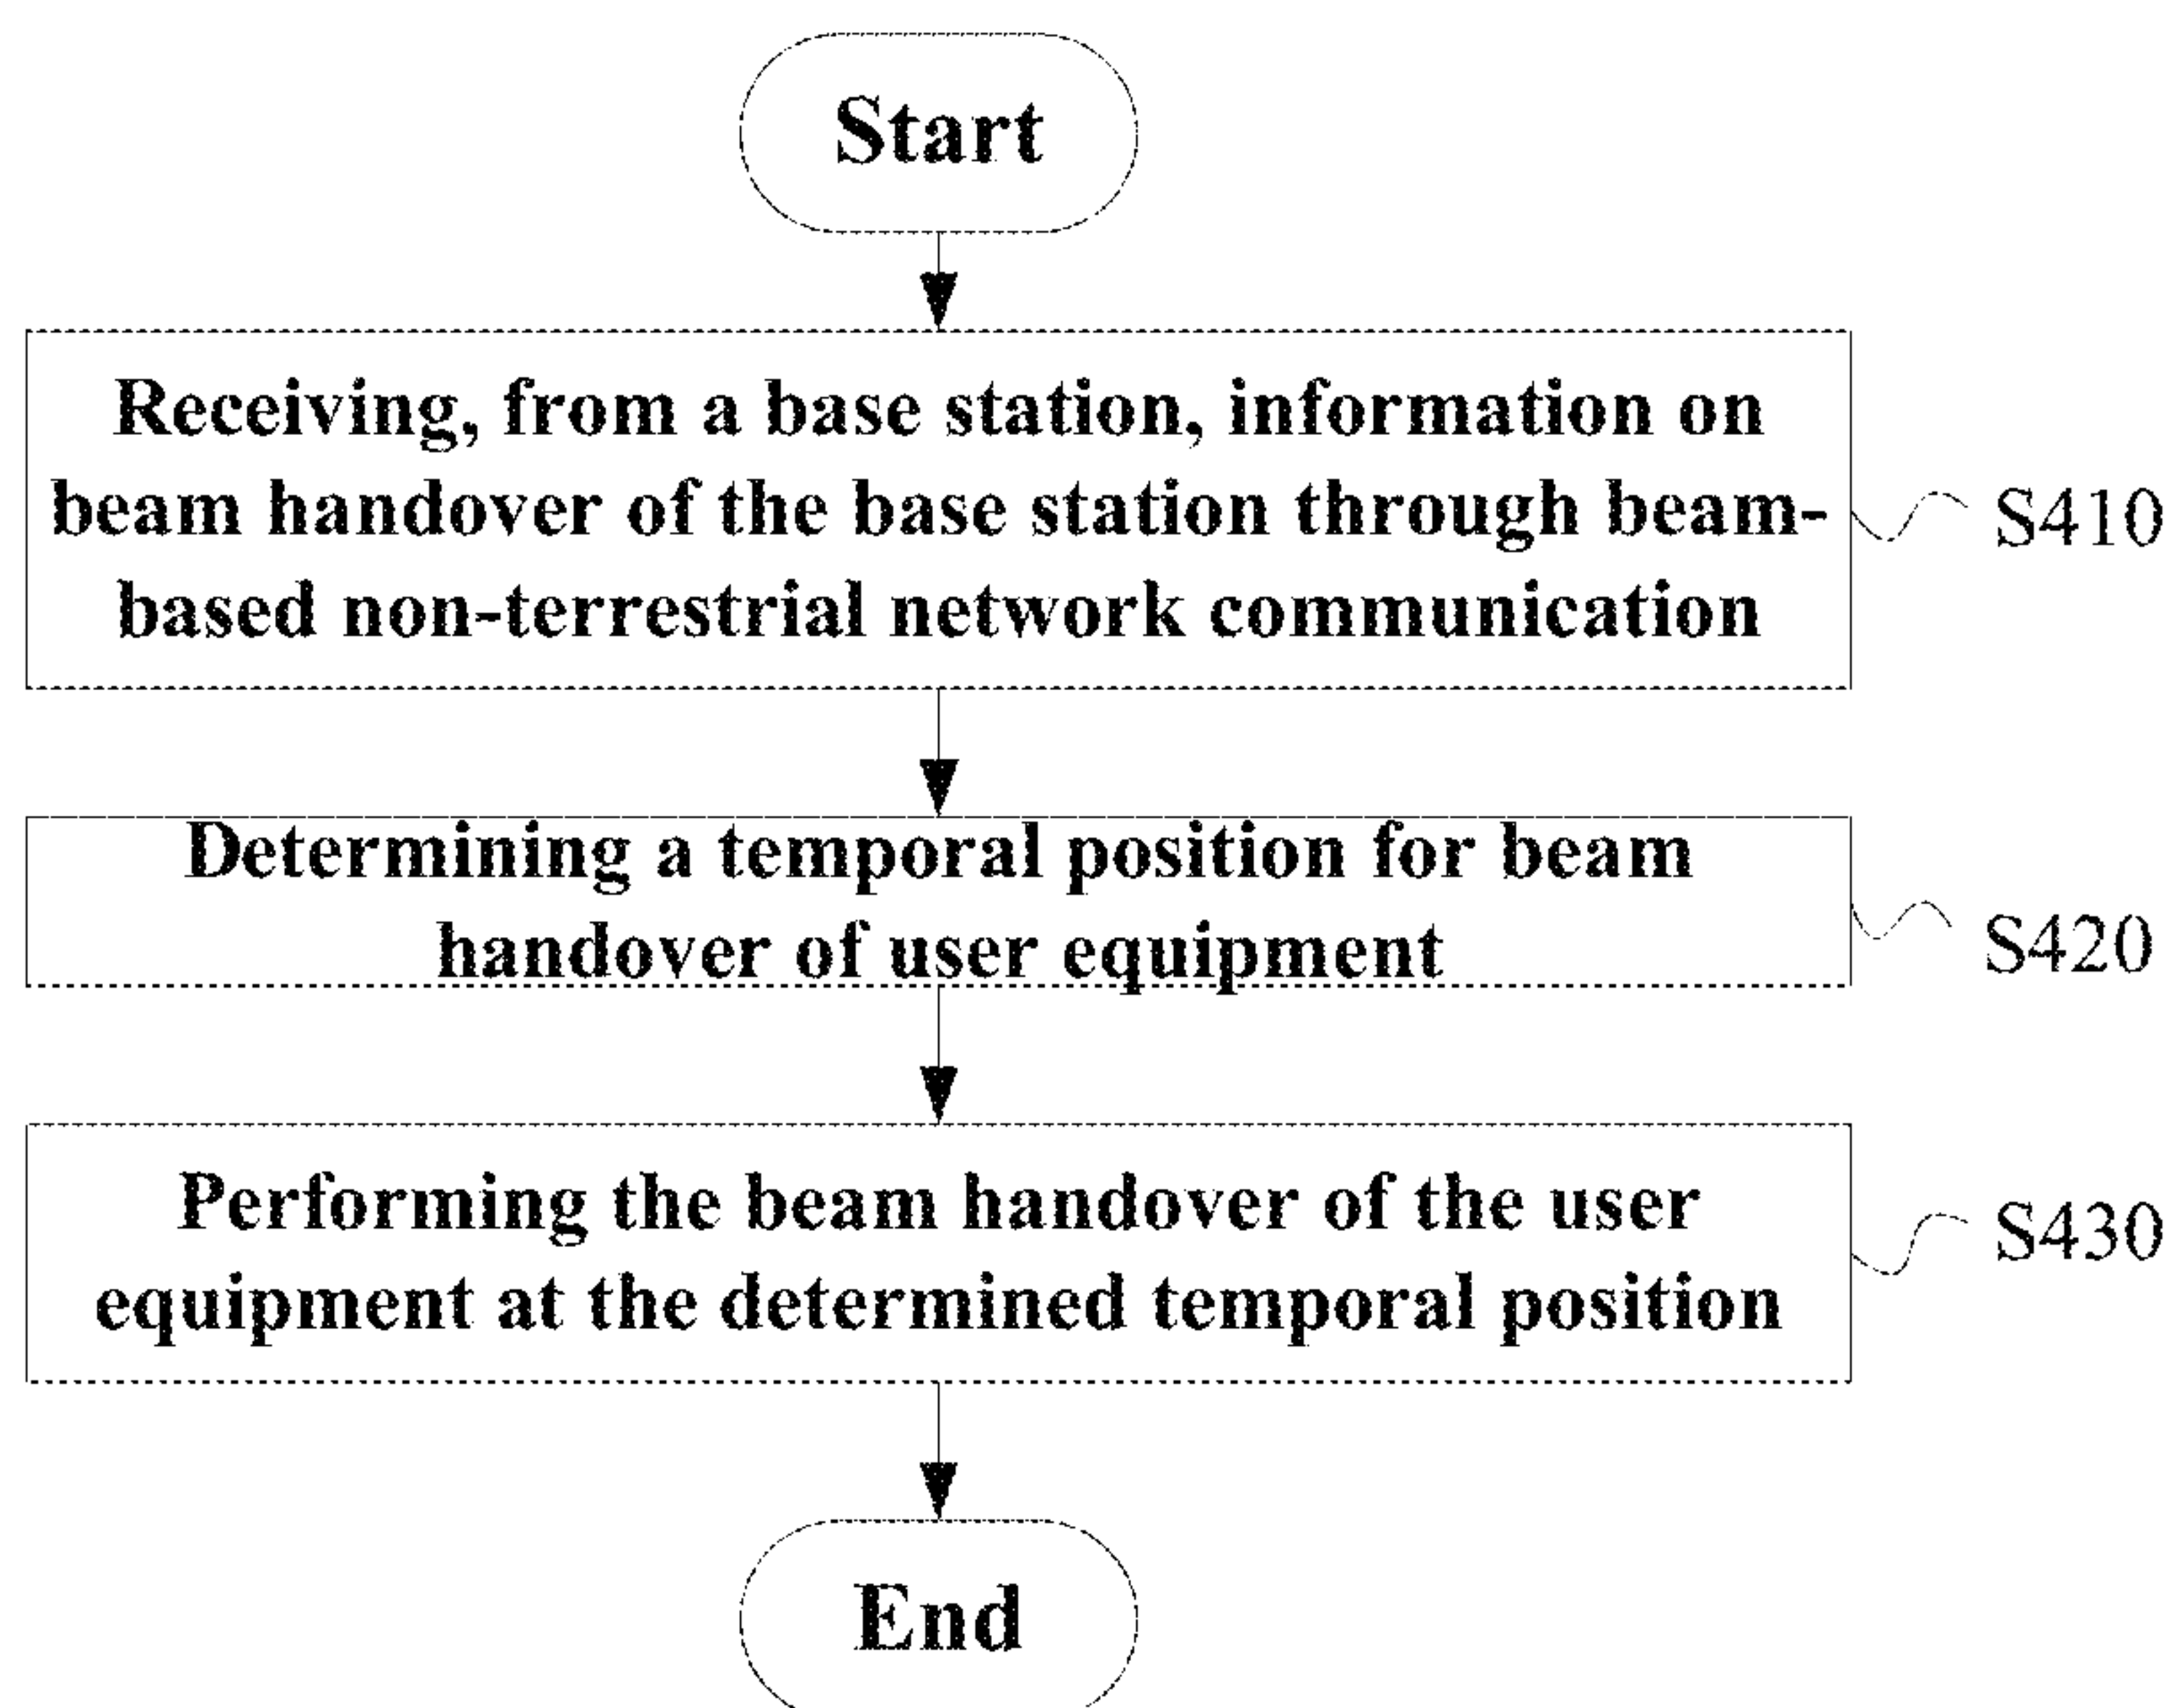 Start
Receiving, from a base station, information on
beam handover of the base station through beam-
based non-terrestrial network communication
S410
Determining a temporal position for beam
handover of user equipment
S420
Performing the beam handover of the user
equipment at the determined temporal position
S430
End